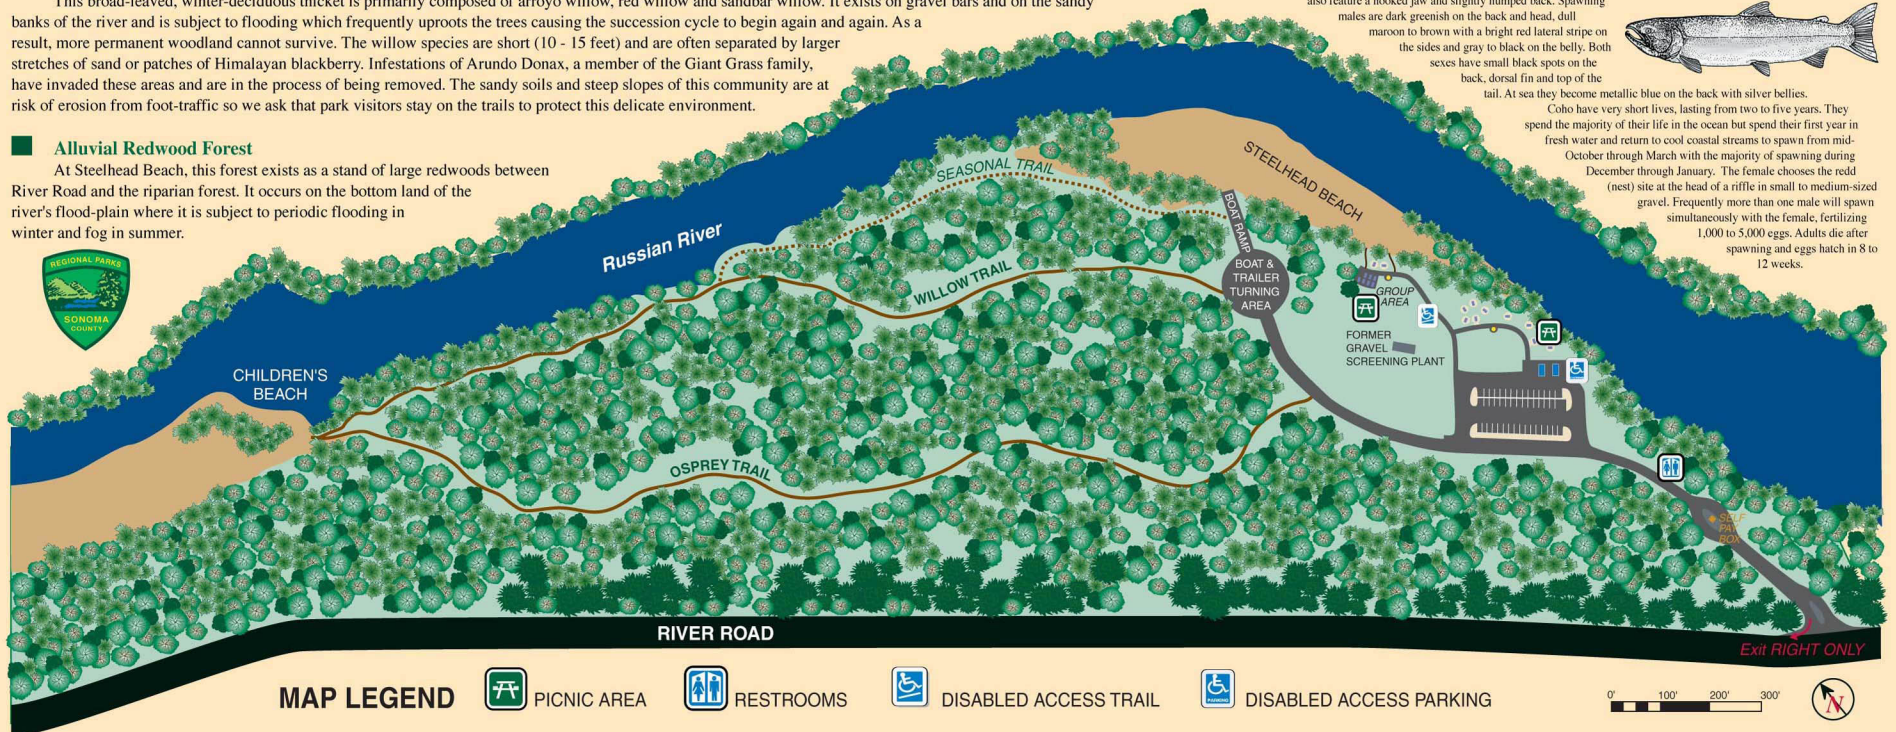 This broad-leaved, winter-deciduous thicket is primarily composed of arroyo willow, red willow and sandbar willow. It exists on gravel bars and on the sandy
banks of the river and is subject to flooding which frequently uproots the trees causing the succession cycle to begin again and again. As a
result, more permanent woodland cannot survive. The willow species are short (10 - 15 feet) and are often separated by larger
stretches of sand or patches of Himalayan blackberry. Infestations of Arundo Donax, a member of the Giant Grass family,
have invaded these areas and are in the process of being removed. The sandy soils and steep slopes of this community are at
risk of erosion from foot-traffic so we ask that park visitors stay on the trails to protect this delicate environment.
Alluvial Redwood Forest
At Steelhead Beach, this forest exists as a stand of large redwoods between
River Road and the riparian forest. It occurs on the bottom land of the
river's flood-plain where it is subject to periodic flooding in
winter and fog in summer.
REGIONAL PARKS
SONOMA
COUNTY
also feature a hooked jaw and slightly humped back. Spawning
males are dark greenish on the back and head, dull
maroon to brown with a bright red lateral stripe on
the sides and gray to black on the belly. Both
sexes have small black spots on the
back, dorsal fin and top of the
tail. At sea they become metallic blue on the back with silver bellies.
Coho have very short lives, lasting from two to five years. They
spend the majority of their life in the ocean but spend their first year in
fresh water and return to cool coastal streams to spawn from mid-
October through March with the majority of spawning during
December through January. The female chooses the redd
(nest) site at the head of a riffle in small to medium-sized
gravel. Frequently more than one male will spawn
simultaneously with the female, fertilizing
1,000 to 5,000 eggs. Adults die after
spawning and eggs hatch in 8 to
12 weeks.
STEELHEAD BEACH
SEASONAL TRAIL
Russian River
BOAT RAMP
BOAT &
TRAILER
TURNING
AREA
WILLOW TRAIL
GROUP
AREA
FORMER
GRAVEL
SCREENING PLANT
CHILDREN'S
BEACH
OSPREY TRAIL
SELF
PAY
BOX
RIVER ROAD
Exit RIGHT ONLY
MAP LEGEND
PICNIC AREA
RESTROOMS
DISABLED ACCESS TRAIL
PARKING
DISABLED ACCESS PARKING
0' 100' 200' 300'
N